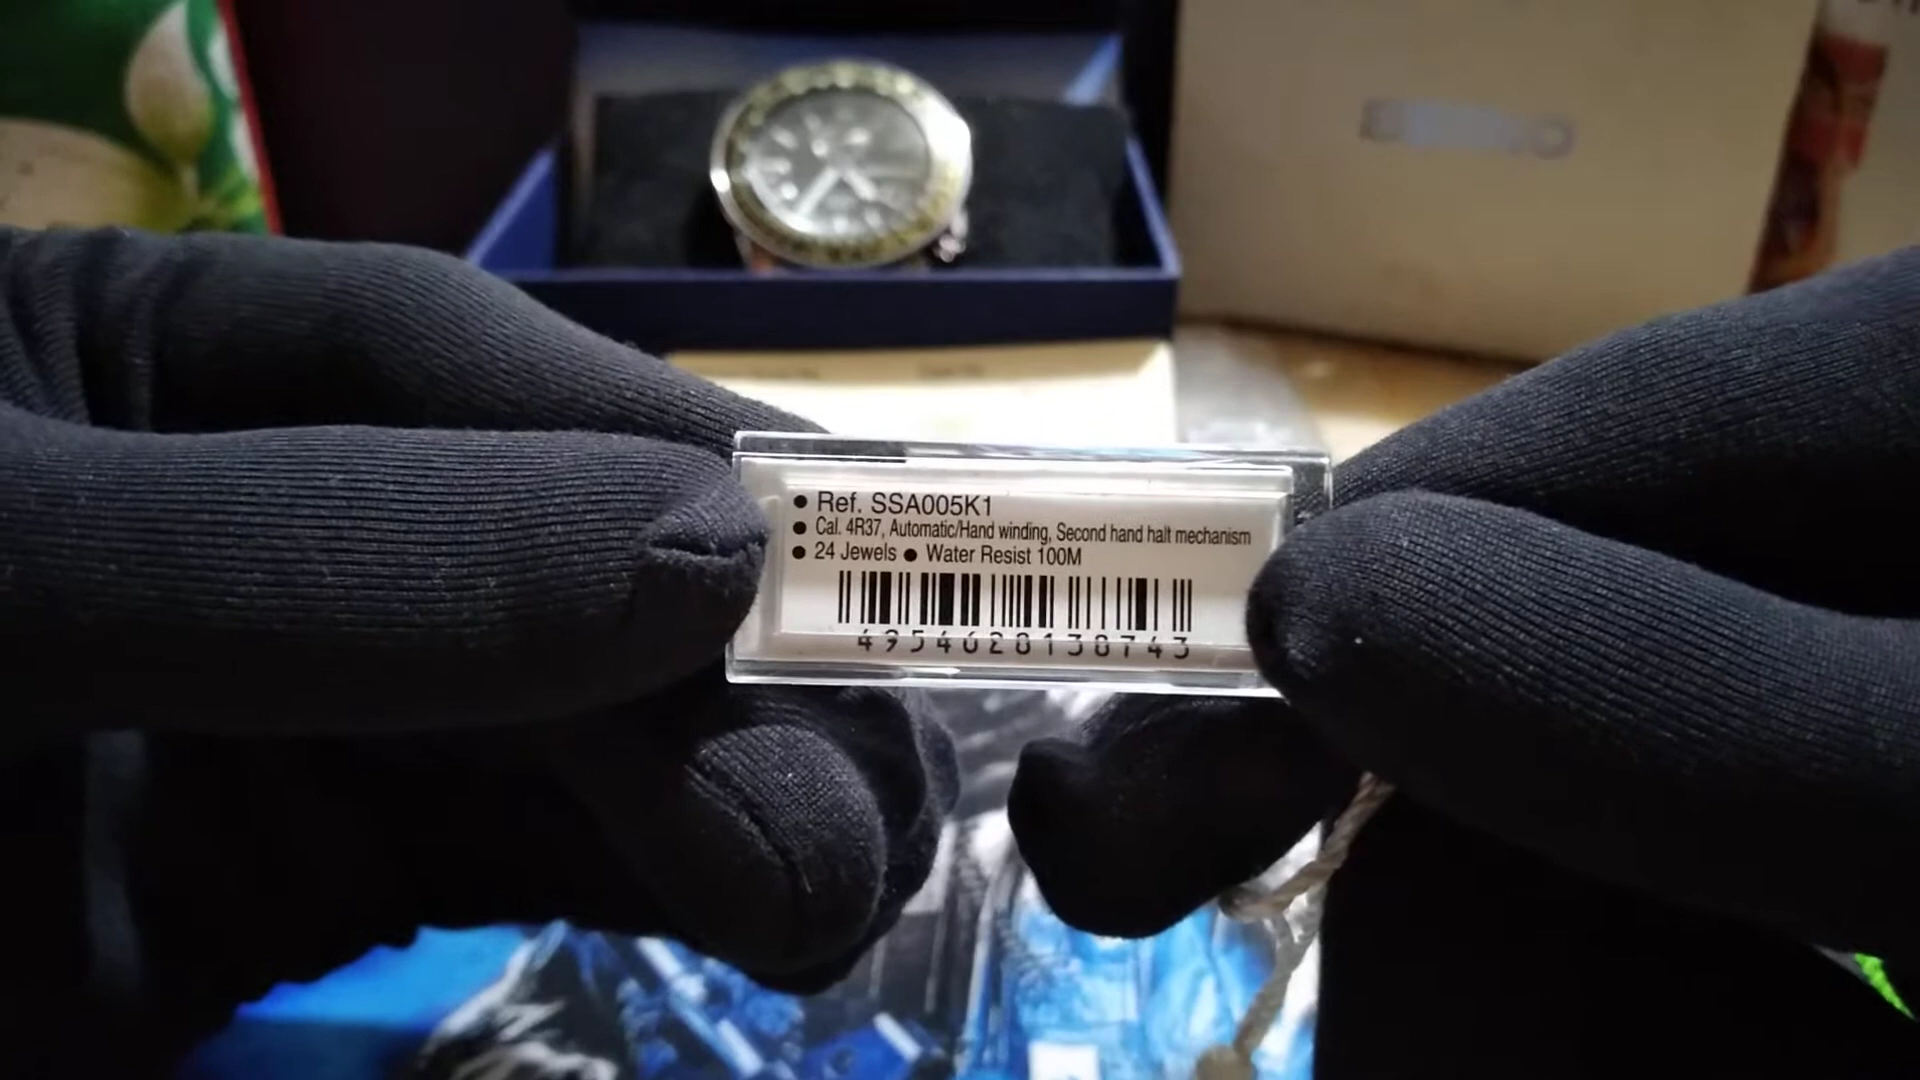 ● Ref. SSA005K1
● Cal. 4R37, Automatic/Hand winding, Second hand halt mechanism
● 24 Jewels ● Water Resist 100M
4954628138743